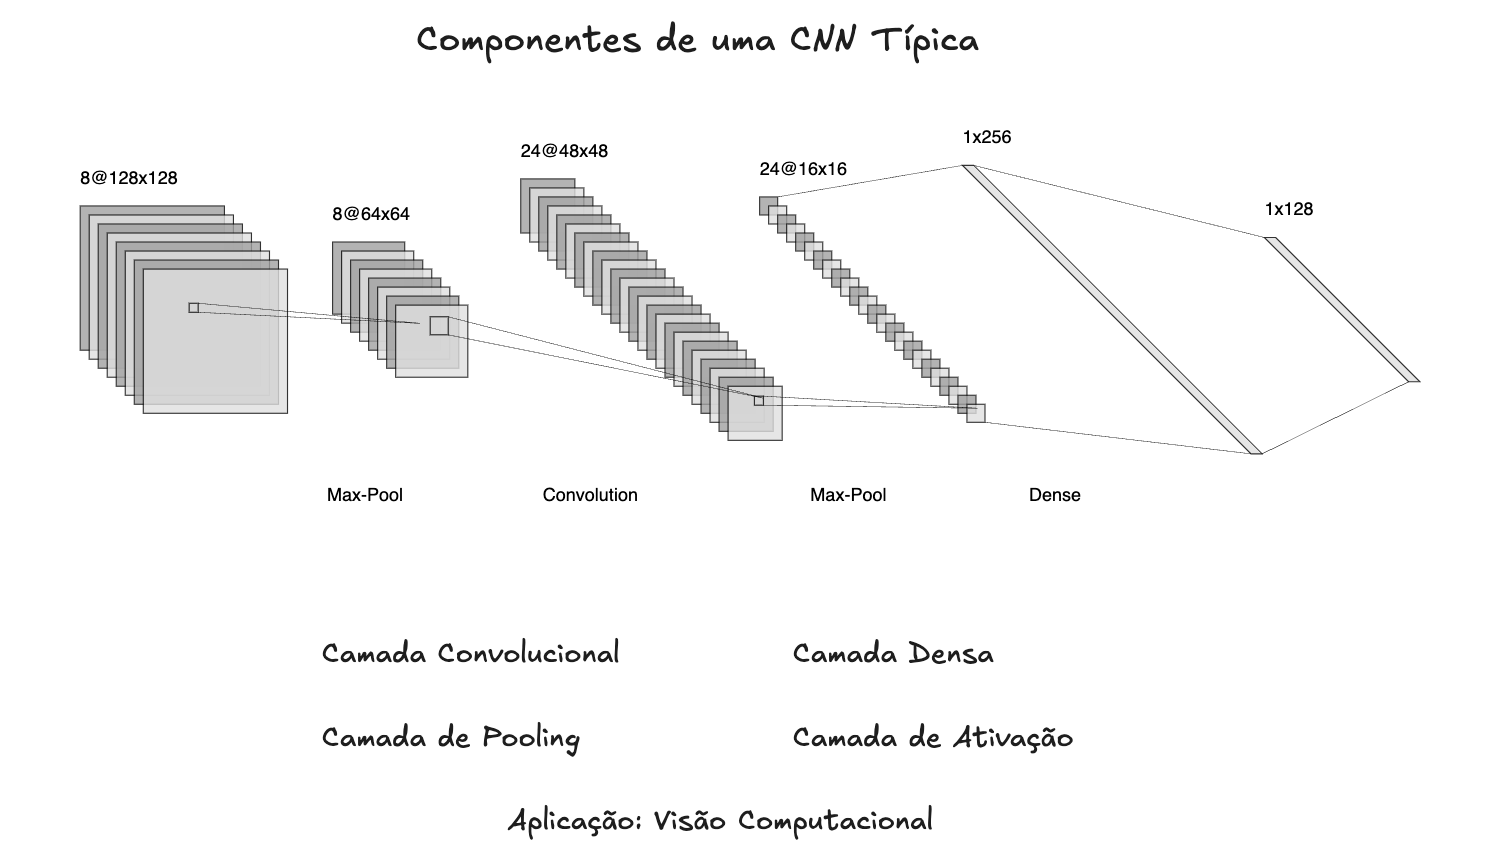 Componentes de uma CNN Típica
8@128x128
8@64x64
24@48x48
24@16x16
1x256
1x128
Max-Pool
Convolution
Max-Pool
Dense
Camada Convolucional
Camada Densa
Camada de Pooling
Camada de Ativação
Aplicação: Visão Computacional